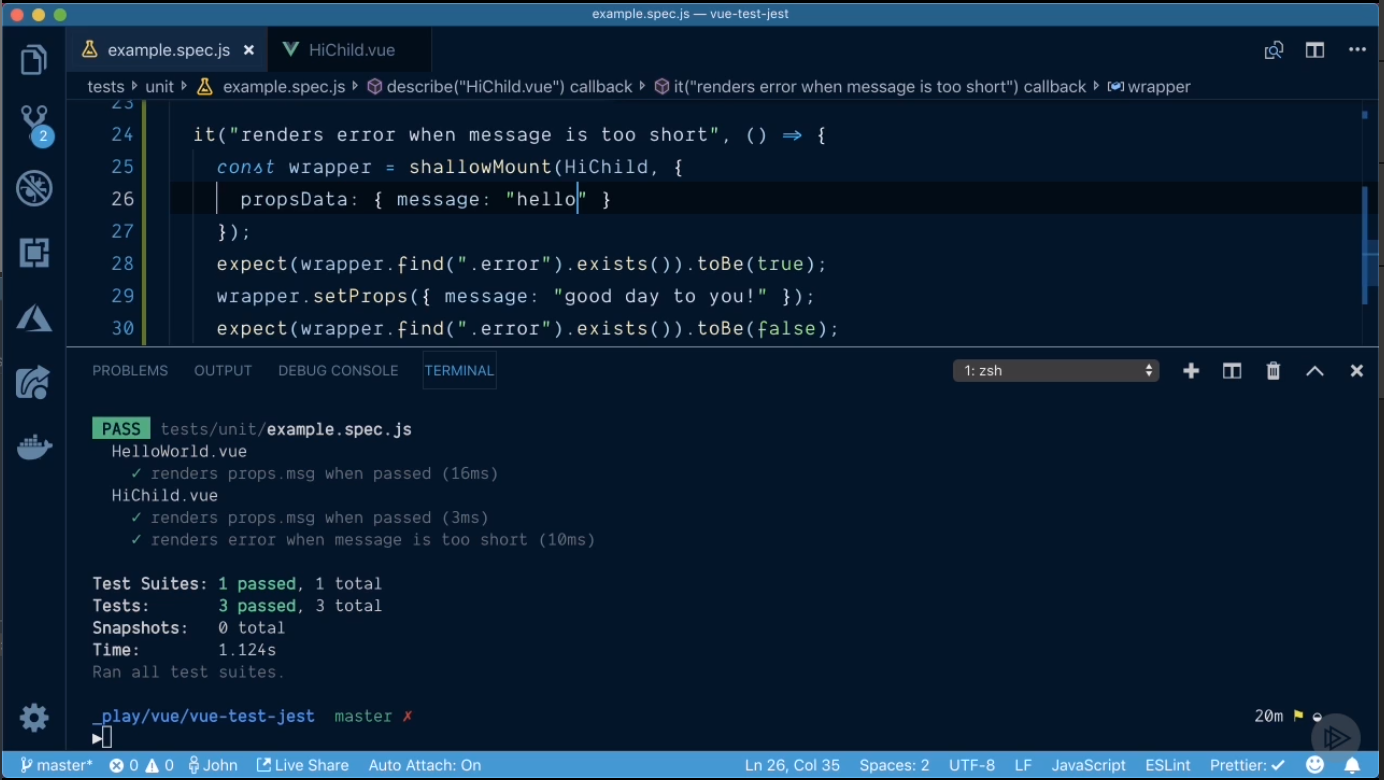 example.spec.js — vue-test-jest
example.spec.js ×
HiChild.vue
tests unit example.spec.js describe("HiChild.vue") callback it("renders error when message is too short") callback wrapper
23
24 it("renders error when message is too short", () ⇒ {
25 const wrapper = shallowMount(HiChild, {
26 propsData: { message: "hello" }
27 });
28 expect(wrapper.find(".error").exists()).toBe(true);
29 wrapper.setProps({ message: "good day to you!" });
30 expect(wrapper.find(".error").exists()).toBe(false);
2
PROBLEMS OUTPUT DEBUG CONSOLE TERMINAL 1: zsh
PASS tests/unit/example.spec.js
HelloWorld.vue
✓ renders props.msg when passed (16ms)
HiChild.vue
✓ renders props.msg when passed (3ms)
✓ renders error when message is too short (10ms)
Test Suites: 1 passed, 1 total
Tests: 3 passed, 3 total
Snapshots: 0 total
Time: 1.124s
Ran all test suites.
_play/vue/vue-test-jest master ✗
20m
master* 0 0 John Live Share Auto Attach: On Ln 26, Col 35 Spaces: 2 UTF-8 LF JavaScript ESLint Prettier: ✓